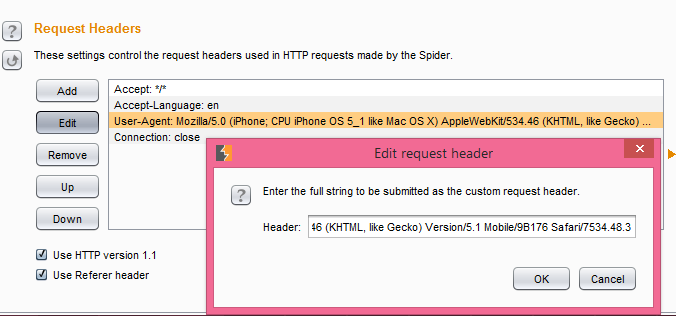 ?
Request Headers
These settings control the request headers used in HTTP requests made by the Spider.
Add
Accept: */*
Accept-Language: en
Edit
User-Agent: Mozilla/5.0 (iPhone; CPU iPhone OS 5_1 like Mac OS X) AppleWebKit/534.46 (KHTML, like Gecko) ...
Connection: close
Remove
Up
Down
Use HTTP version 1.1
Use Referer header
Edit request header
x
?
Enter the full string to be submitted as the custom request header.
Header: 46 (KHTML, like Gecko) Version/5.1 Mobile/9B176 Safari/7534.48.3
OK
Cancel